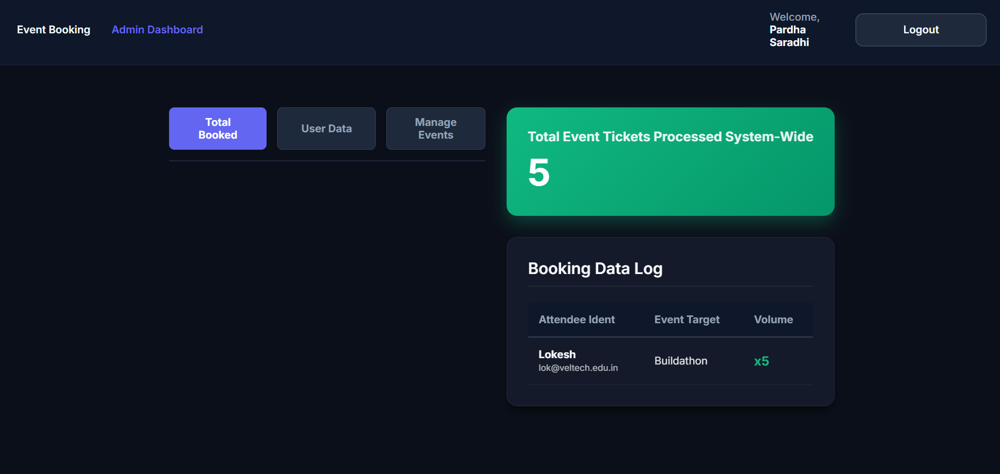 Event Booking
Admin Dashboard
Welcome,
Pardha
Saradhi
Logout
Total
Booked
User Data
Manage
Events
Total Event Tickets Processed System-Wide
5
Booking Data Log
Attendee Ident Event Target Volume
Lokesh
lok@veltech.edu.in
Buildathon
x5